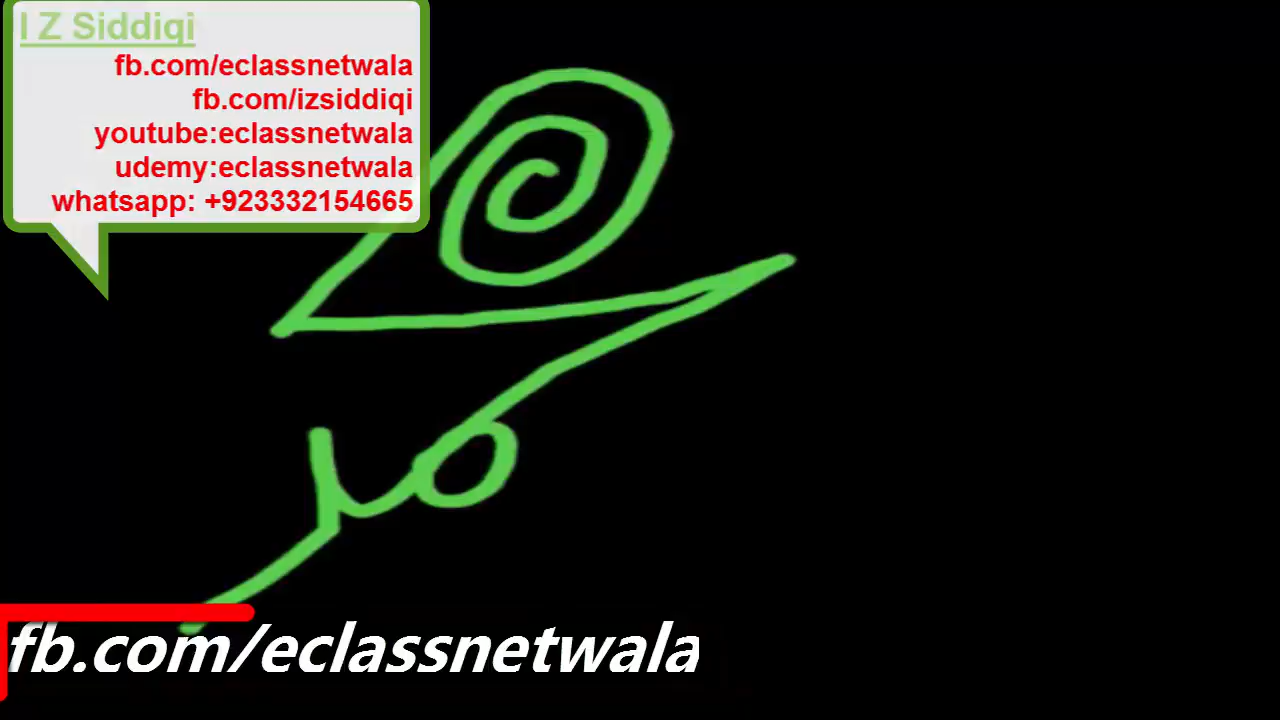 I Z Siddiqi
fb.com/eclassnetwala
fb.com/izsiddiqi
youtube:eclassnetwala
udemy:eclassnetwala
whatsapp: +923332154665
fb.com/eclassnetwala